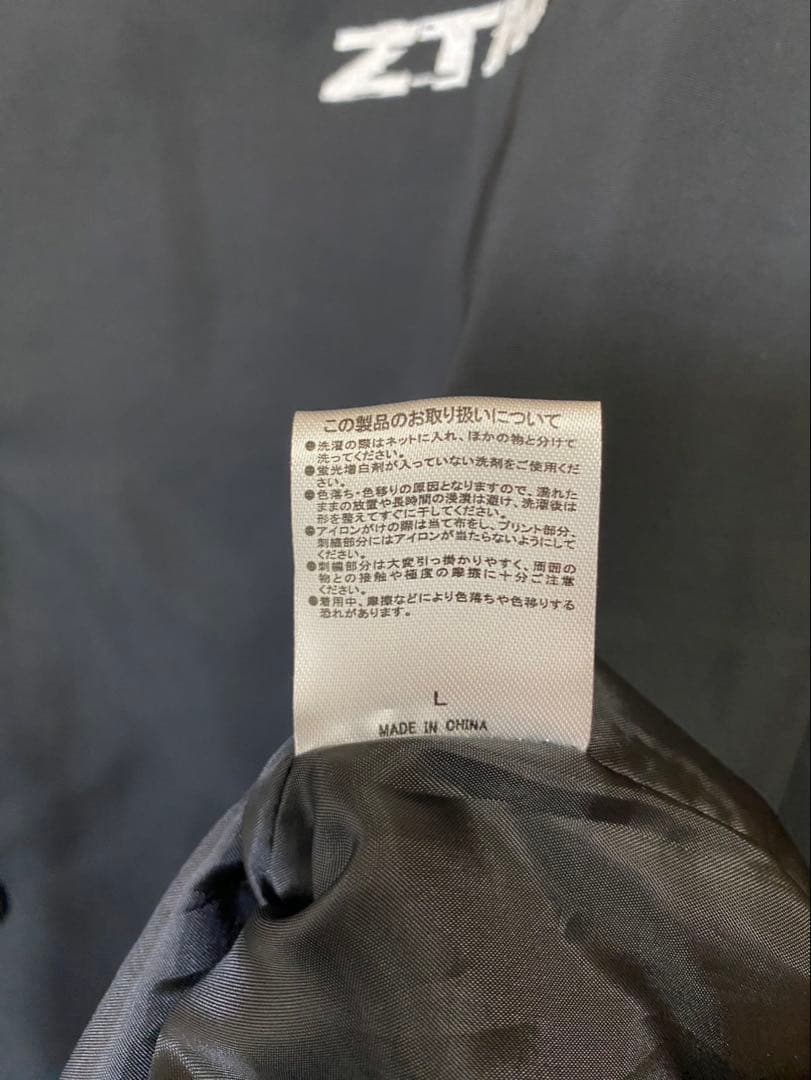 ZTM
この製品のお取り扱いについて
●洗濯の際はネットに入れ、ほかの物と分けて
洗ってください。
●蛍光増白剤が入っていない洗剤をご使用くだ
さい。
●色落ち・色移りの原因となりますので、濡れた
ままの放置や長時間の浸漬は避け、洗濯後は
形を整えてすぐに干してください。
●アイロンがけの際は当て布をし、プリント部分、
刺繍部分にはアイロンが当たらないようにして
ください。
●刺繍部分は大変引っ掛かりやすく、周囲の
物との接触や極度の摩擦に十分ご注意
ください。
●着用中、摩擦などにより色落ちや色移りする
恐れがあります。
L
MADE IN CHINA